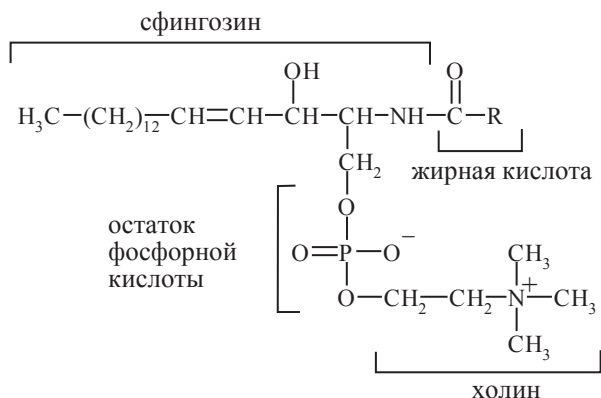 сфингозин
OH
O
H₃C—(CH₂)₁₂—CH=CH—CH—CH—NH—C—R
CH₂
жирная кислота
O
остаток
фосфорной
кислоты
O=P—O⁻
CH₃
O—CH₂—CH₂—N⁺—CH₃
CH₃
холин